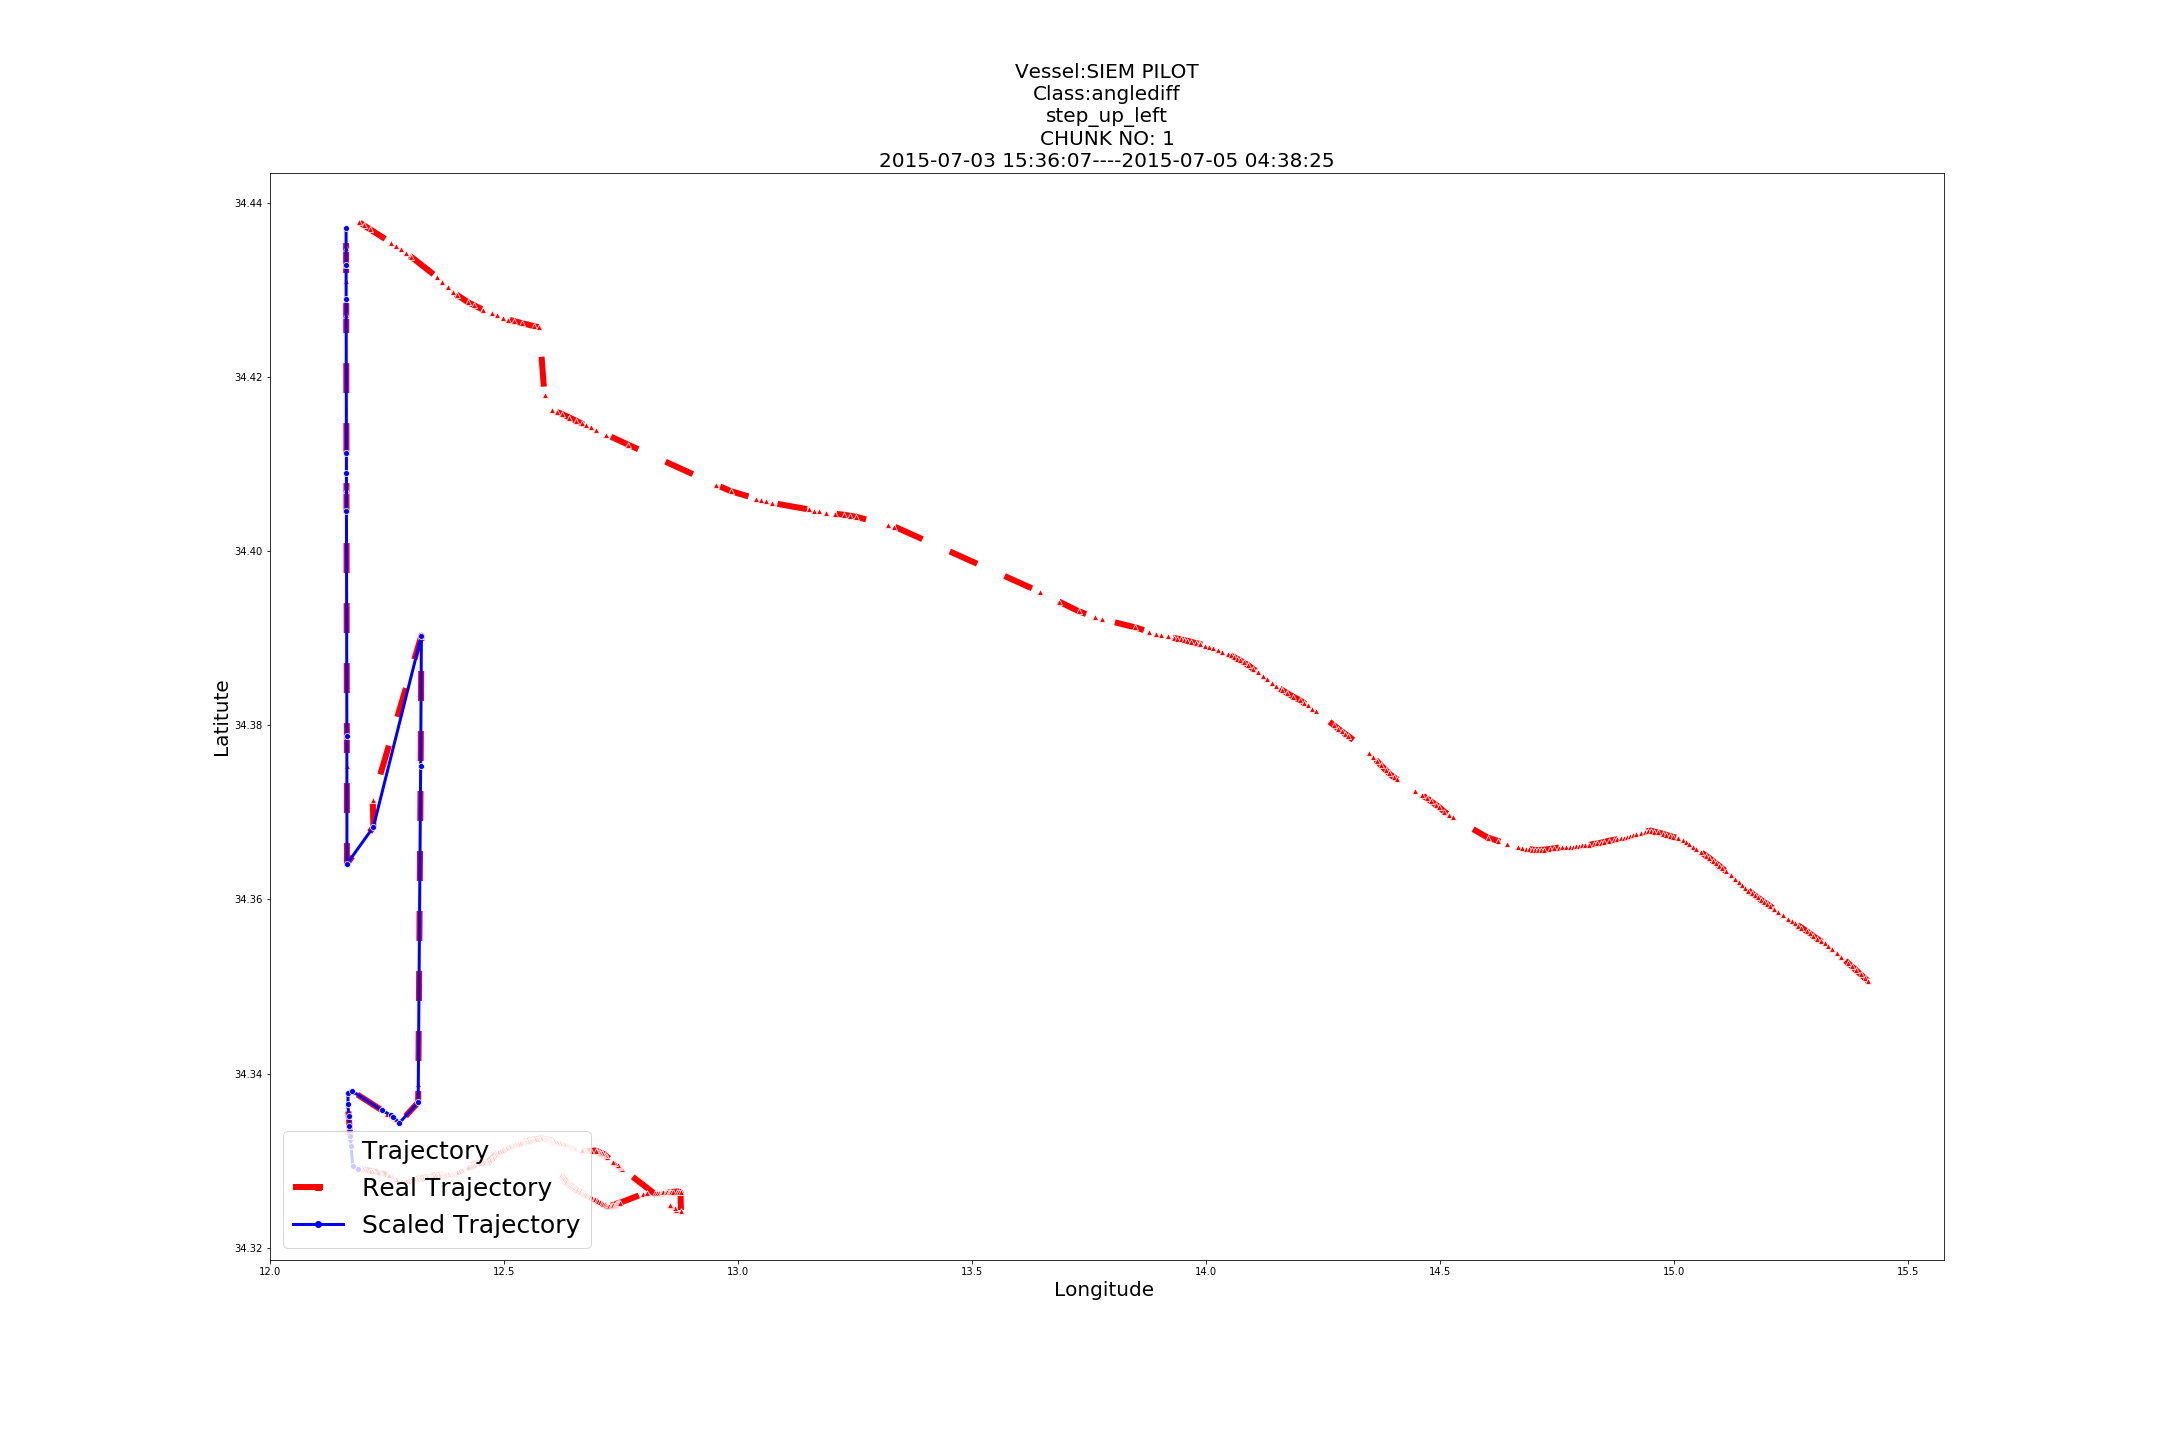 Vessel:SIEM PILOT
Class:anglediff
step_up_left
CHUNK NO: 1
2015-07-03 15:36:07----2015-07-05 04:38:25
34.44
34.42
34.40
34.38
34.36
34.34
34.32
Latitute
Trajectory
Real Trajectory
Scaled Trajectory
12.0 12.5 13.0 13.5 14.0 14.5 15.0 15.5
Longitude